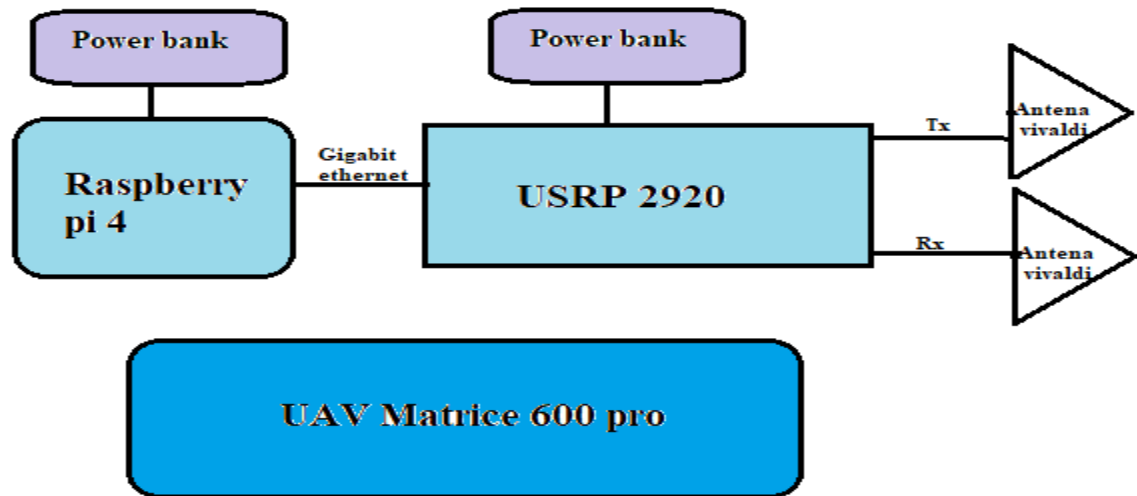 Power bank
Power bank
Raspberry
pi 4
Gigabit
ethernet
USRP 2920
Tx
Antena
vivaldi
Rx
Antena
vivaldi
UAV Matrice 600 pro